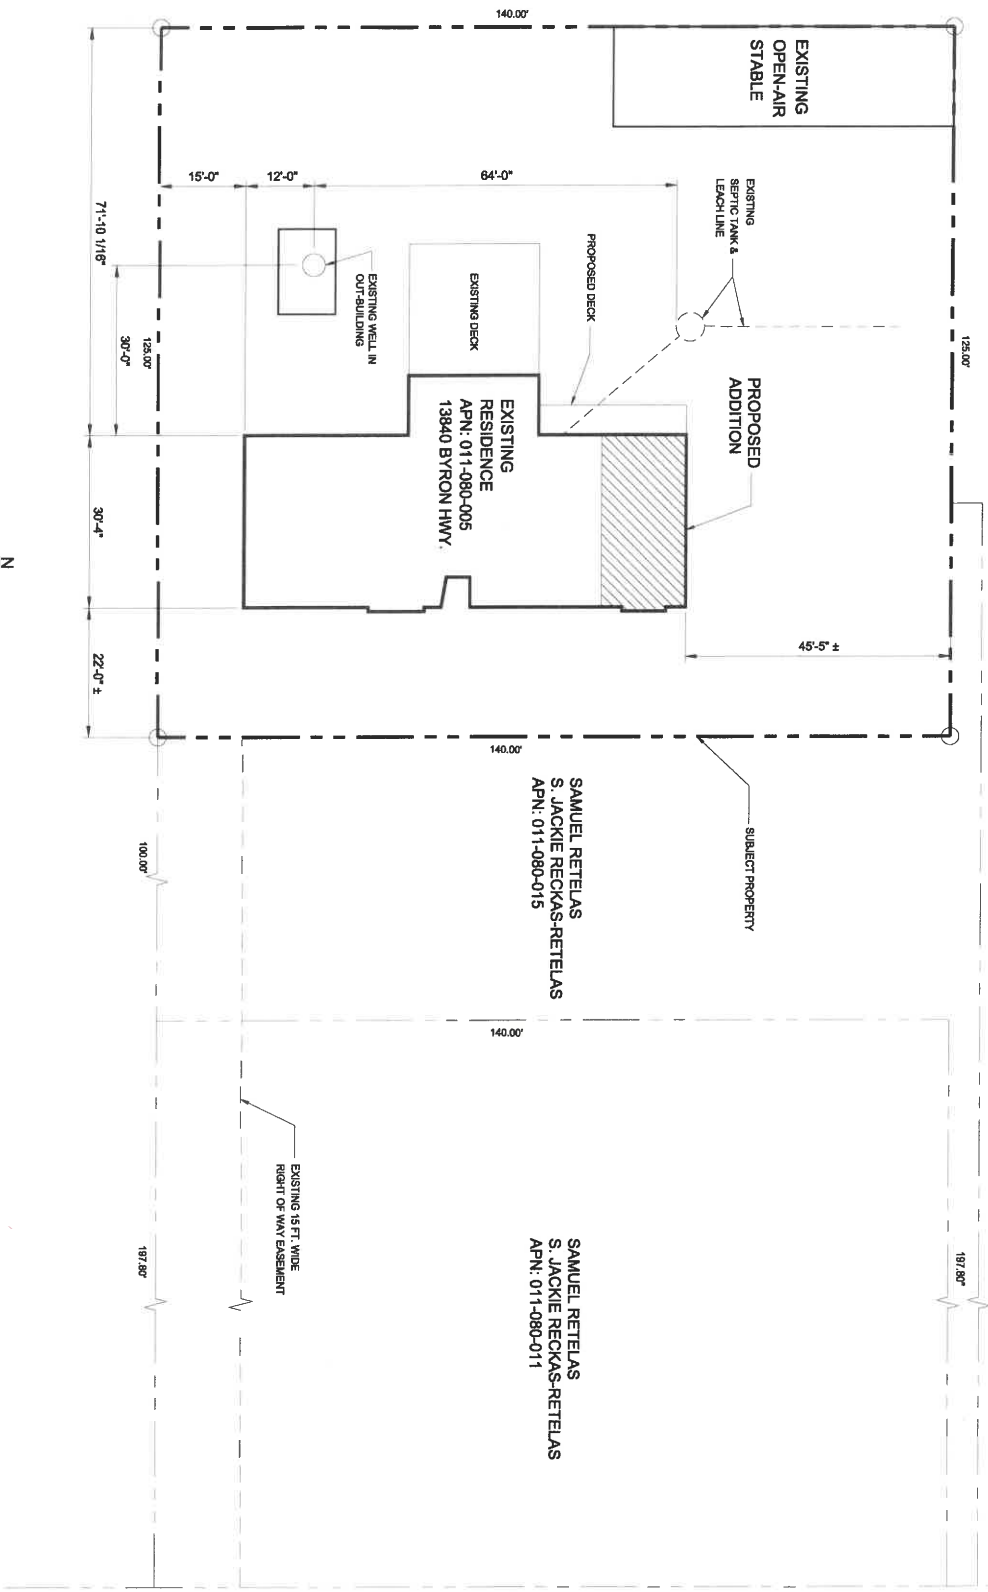 140.00'
EXISTING
OPEN-AIR
STABLE
125.00'
15'-0"
12'-0"
64'-0"
EXISTING
SEPTIC TANK &
LEACH LINE
71'-10 1/16"
30'-0"
125.00'
EXISTING WELL IN
OUT-BUILDING
EXISTING DECK
PROPOSED DECK
PROPOSED
ADDITION
EXISTING
RESIDENCE
APN: 011-080-005
13840 BYRON HWY.
30'-4"
22'-0" ±
45'-5" ±
N
140.00'
SUBJECT PROPERTY
SAMUEL RETELAS
S. JACKIE RECKAS-RETELAS
APN: 011-080-015
100.00'
140.00'
EXISTING 15 FT. WIDE
RIGHT OF WAY EASEMENT
SAMUEL RETELAS
S. JACKIE RECKAS-RETELAS
APN: 011-080-011
197.80'
197.80'